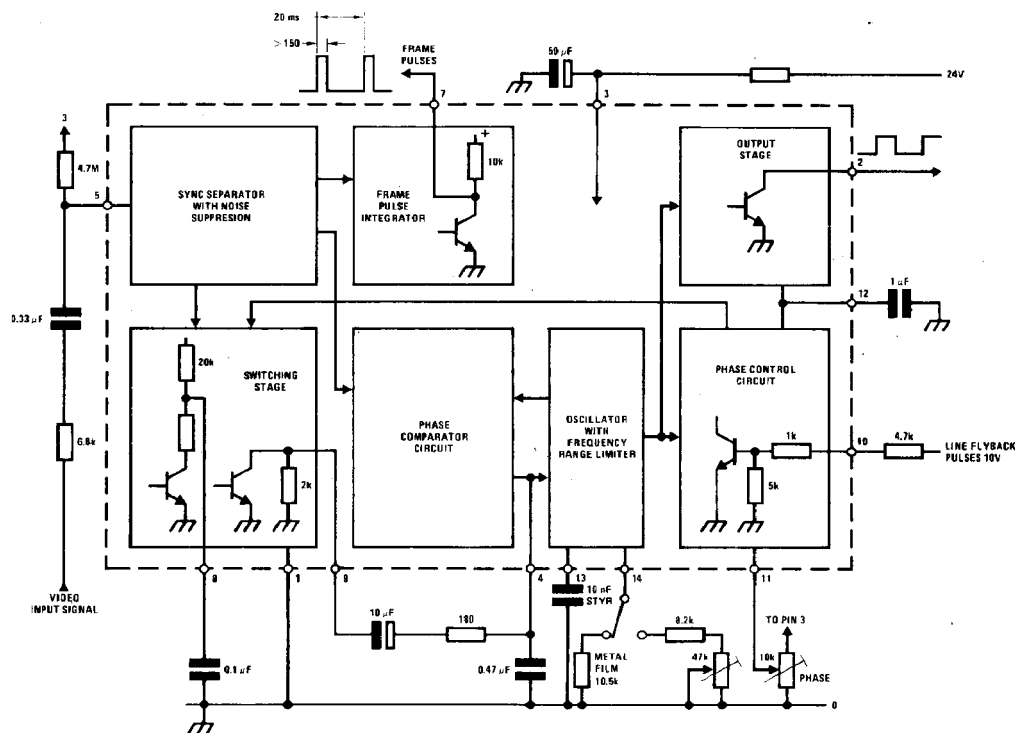 20 ms
> 150
FRAME
PULSES
7
50 µF
3
24V
3
4.7M
5
SYNC SEPARATOR
WITH NOISE
SUPPRESION
FRAME
PULSE
INTEGRATOR
+
10k
OUTPUT
STAGE
2
12
1 µF
0.33 µF
20k
SWITCHING
STAGE
2k
PHASE
COMPARATOR
CIRCUIT
OSCILLATOR
WITH
FREQUENCY
RANGE LIMITER
PHASE CONTROL
CIRCUIT
1k
5k
10
4.7k
LINE FLYBACK
PULSES 10V
6.8k
VIDEO
INPUT SIGNAL
8
1
9
4
13
14
11
10 nF
STYR
10 µF
180
0.1 µF
0.47 µF
METAL
FILM
10.5k
8.2k
47k
TO PIN 3
10k
PHASE
0